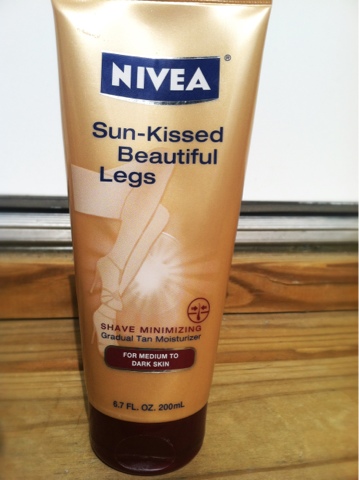 NIVEA®
Sun-Kissed
Beautiful
Legs
SHAVE MINIMIZING
Gradual Tan Moisturizer
FOR MEDIUM TO
DARK SKIN
6.7 FL. OZ. 200mL